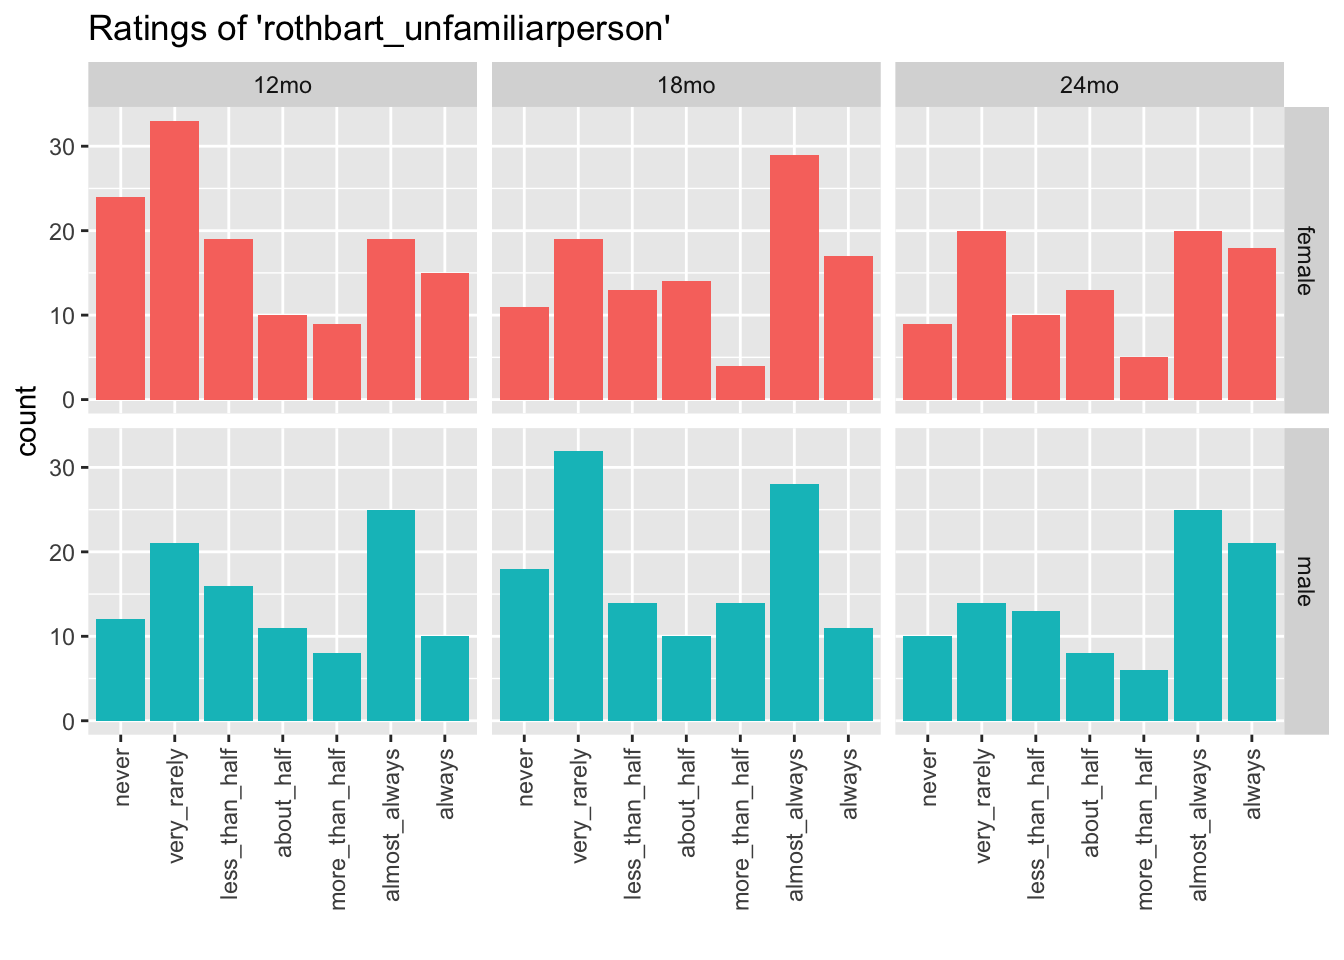 Ratings of 'rothbart_unfamiliarperson'
12mo 18mo 24mo
30
20
10
0
female
count
30
20
10
0
male
never very_rarely less_than_half about_half more_than_half almost_always always never very_rarely less_than_half about_half more_than_half almost_always always never very_rarely less_than_half about_half more_than_half almost_always always